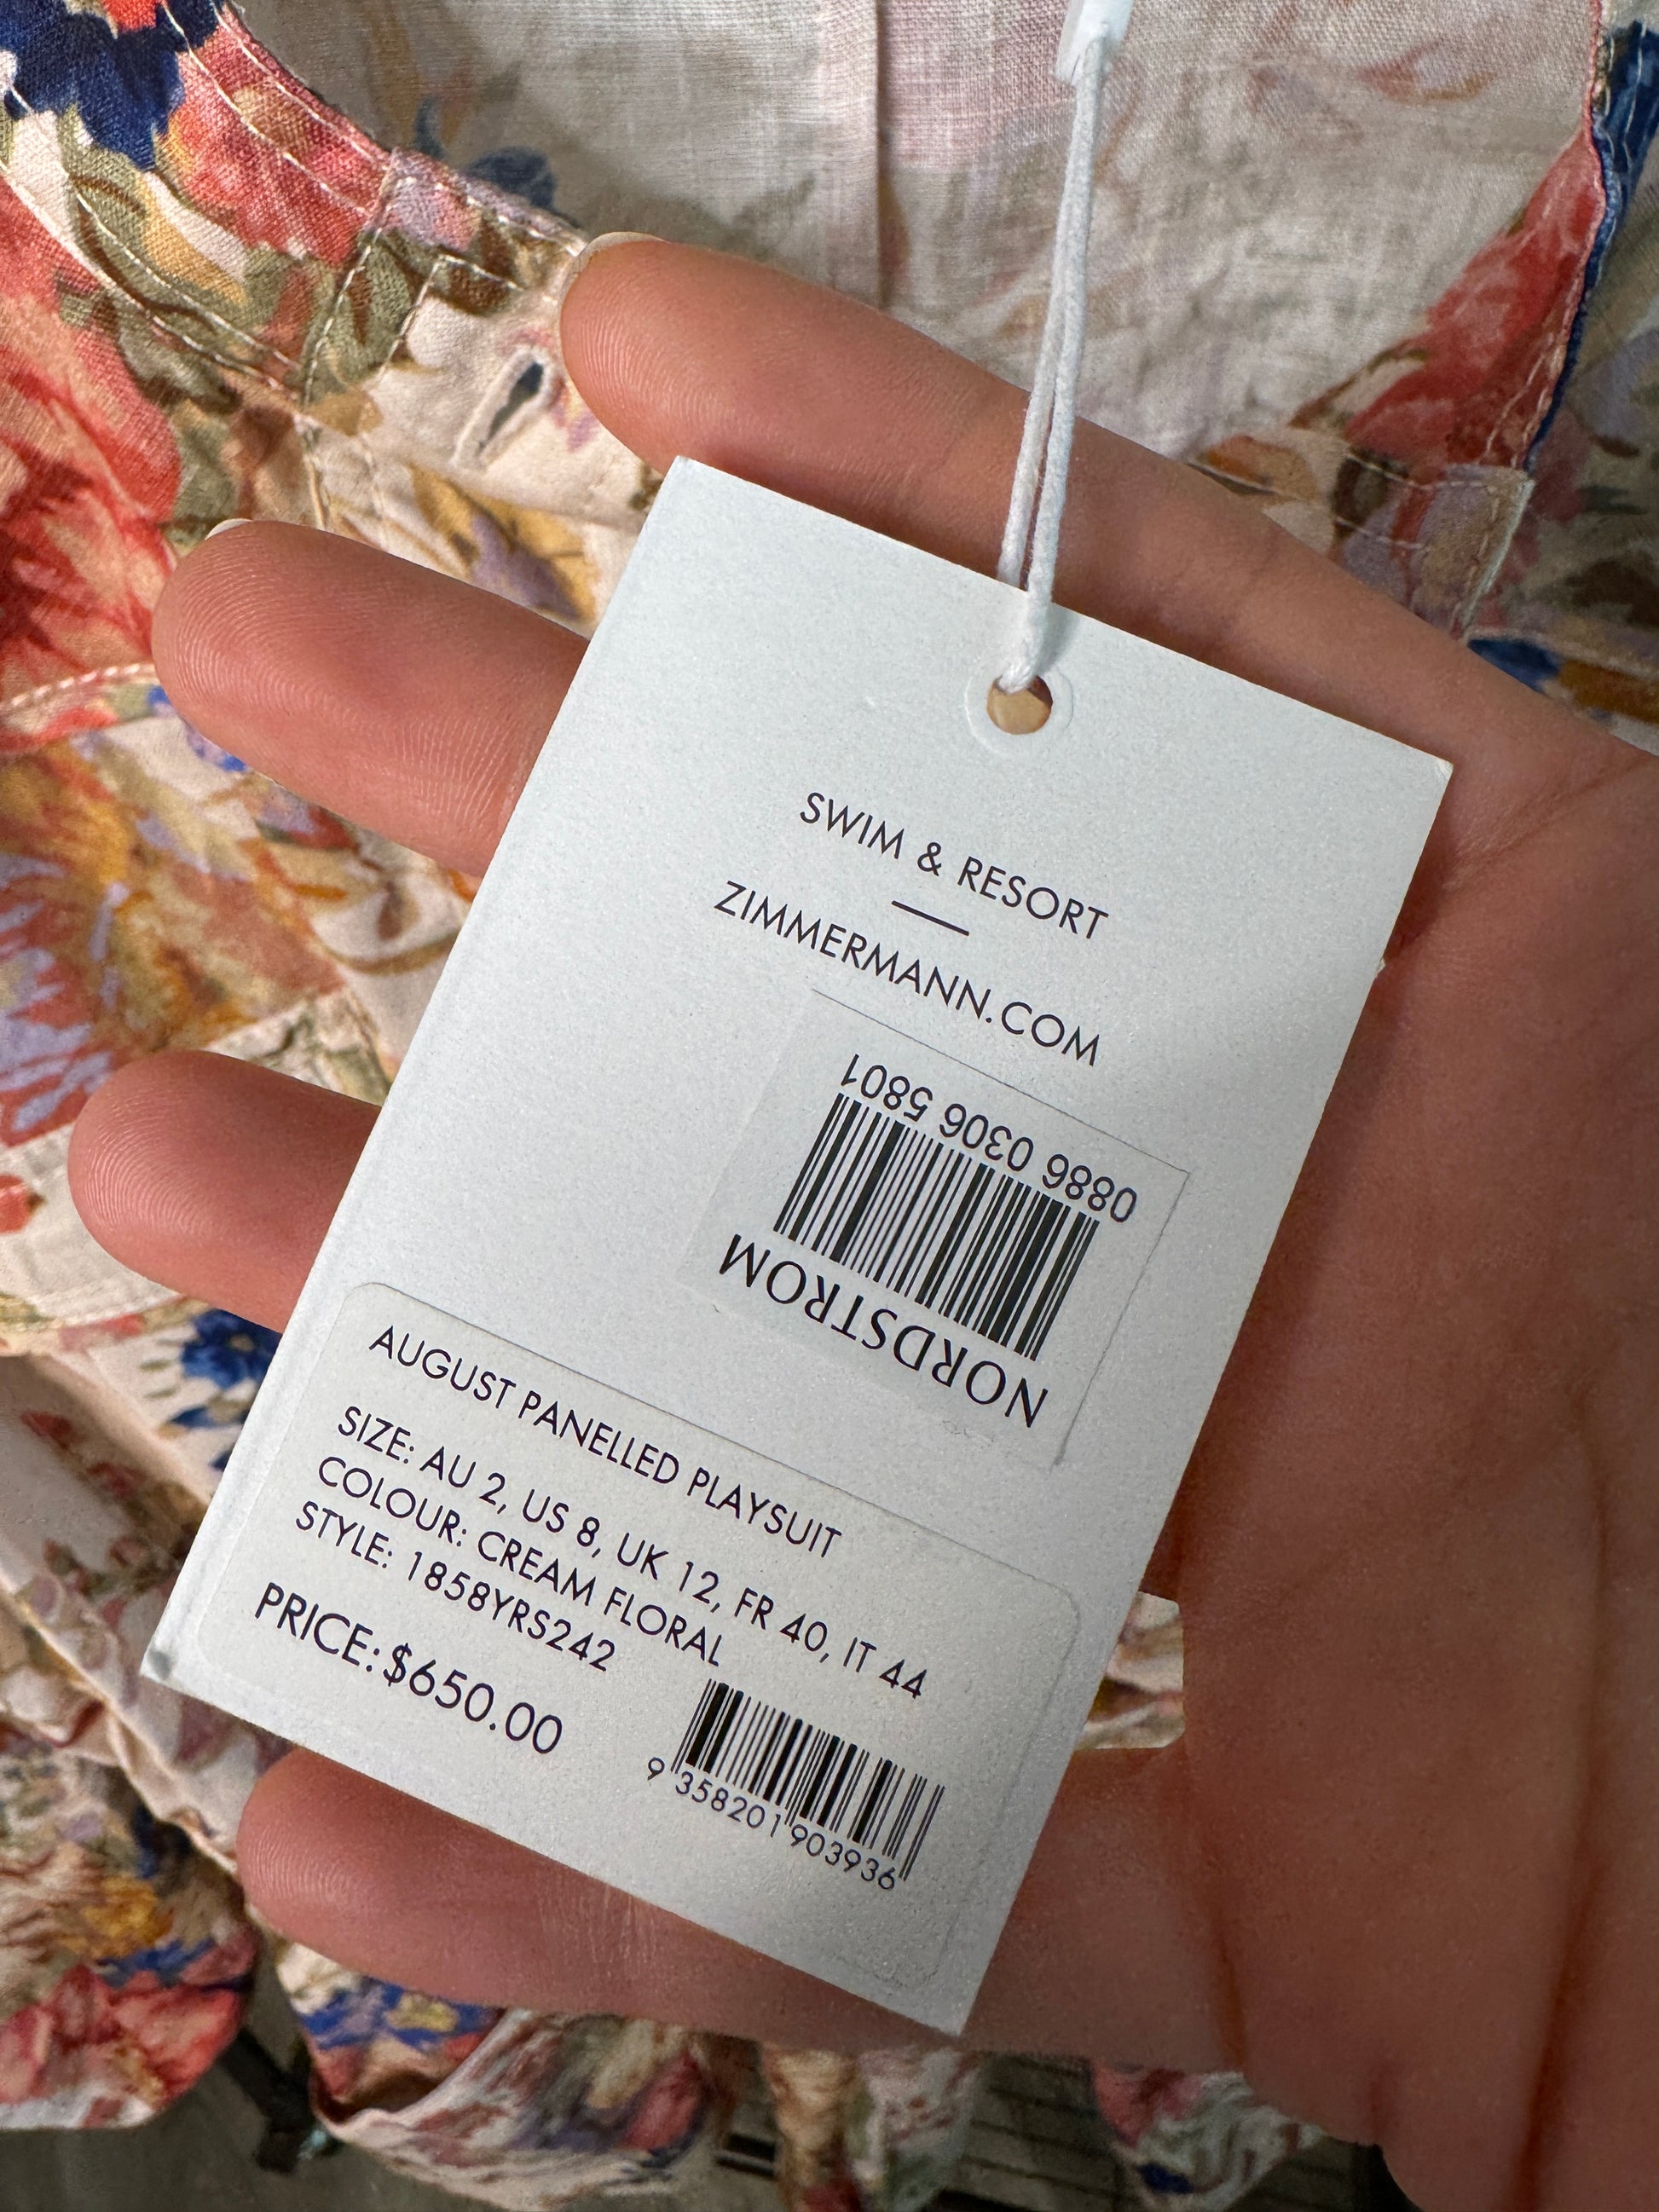 SWIM & RESORT
ZIMMERMANN.COM
NORDSTROM
0886 0306 5801
AUGUST PANELLED PLAYSUIT
SIZE: AU 2, US 8, UK 12, FR 40, IT 44
COLOUR: CREAM FLORAL
STYLE: 1858YRS242
PRICE: $650.00
9 358201 903936